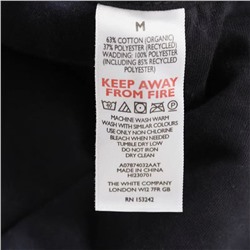 M
63% COTTON (ORGANIC)
37% POLYESTER (RECYCLED)
WADDING: 100% POLYESTER
(INCLUDING 85% RECYCLED
POLYESTER)
KEEP AWAY
FROM FIRE
MACHINE WASH WARM
WASH WITH SIMILAR COLOURS
USE ONLY NON CHLORINE
BLEACH WHEN NEEDED
TUMBLE DRY LOW
DO NOT IRON
DRY CLEAN
A07874032AAT
MADE IN CHINA
H0230701
THE WHITE COMPANY
LONDON W12 7FR GB
RN 153242